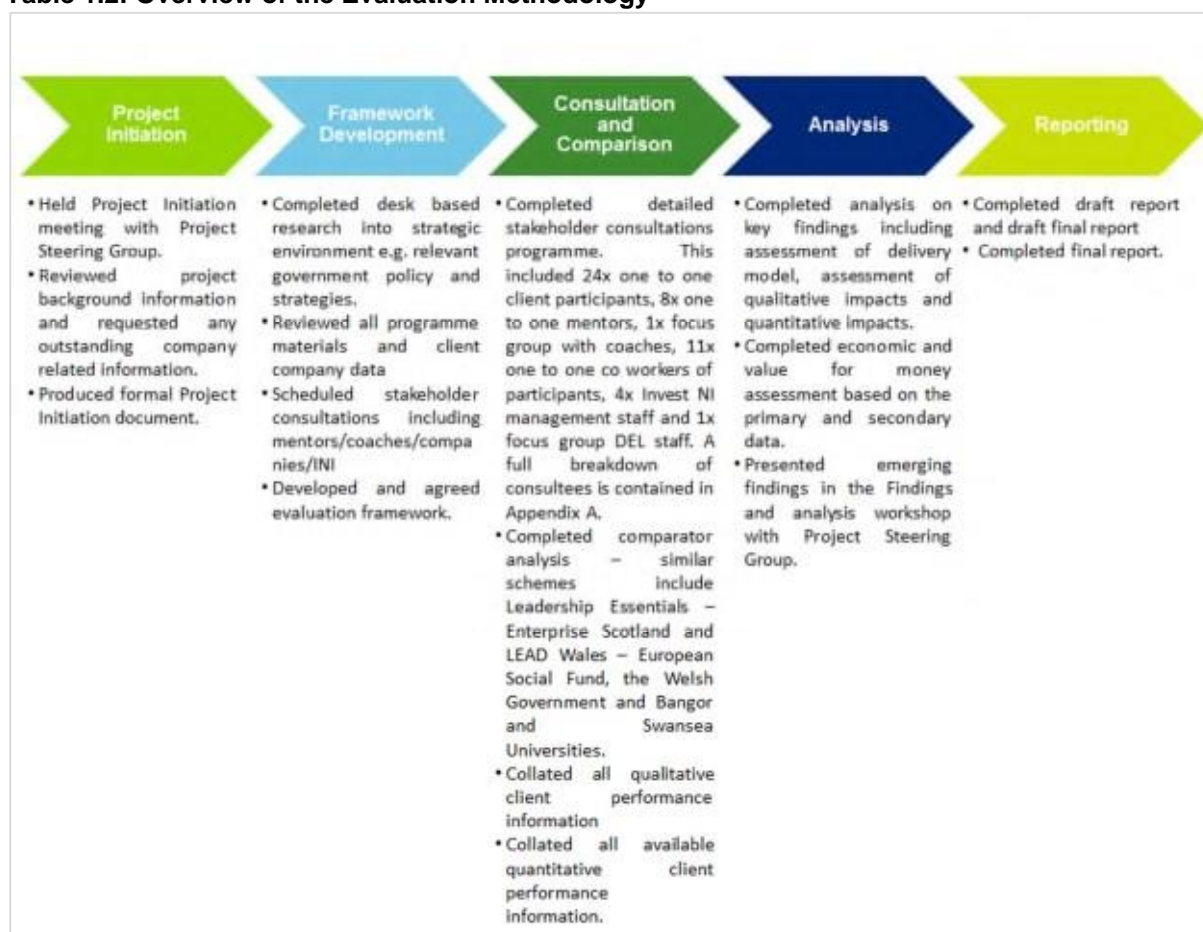 Table 1.2: Overview of the Evaluation Methodology
Project
Initiation
Framework
Development
Consultation
and
Comparison
Analysis
Reporting
• Held Project Initiation
meeting with Project
Steering Group.
• Reviewed project
background information
and requested any
outstanding company
related information.
• Produced formal Project
Initiation document.
• Completed desk based
research into strategic
environment e.g. relevant
government policy and
strategies.
• Reviewed all programme
materials and client
company data
• Scheduled stakeholder
consultations including
mentors/coaches/compa
nies/INI
• Developed and agreed
evaluation framework.
• Completed detailed
stakeholder consultations
programme. This
included 24x one to one
client participants, 8x one
to one mentors, 1x focus
group with coaches, 11x
one to one co workers of
participants, 4x Invest NI
management staff and 1x
focus group DEL staff. A
full breakdown of
consultees is contained in
Appendix A.
• Completed comparator
analysis – similar
schemes include
Leadership Essentials –
Enterprise Scotland and
LEAD Wales – European
Social Fund, the Welsh
Government and Bangor
and Swansea
Universities.
• Collated all qualitative
client performance
information
• Collated all available
quantitative client
performance
information.
• Completed analysis on
key findings including
assessment of delivery
model, assessment of
qualitative impacts and
quantitative impacts.
• Completed economic and
value for money
assessment based on the
primary and secondary
data.
• Presented emerging
findings in the Findings
and analysis workshop
with Project Steering
Group.
• Completed draft report
and draft final report
• Completed final report.